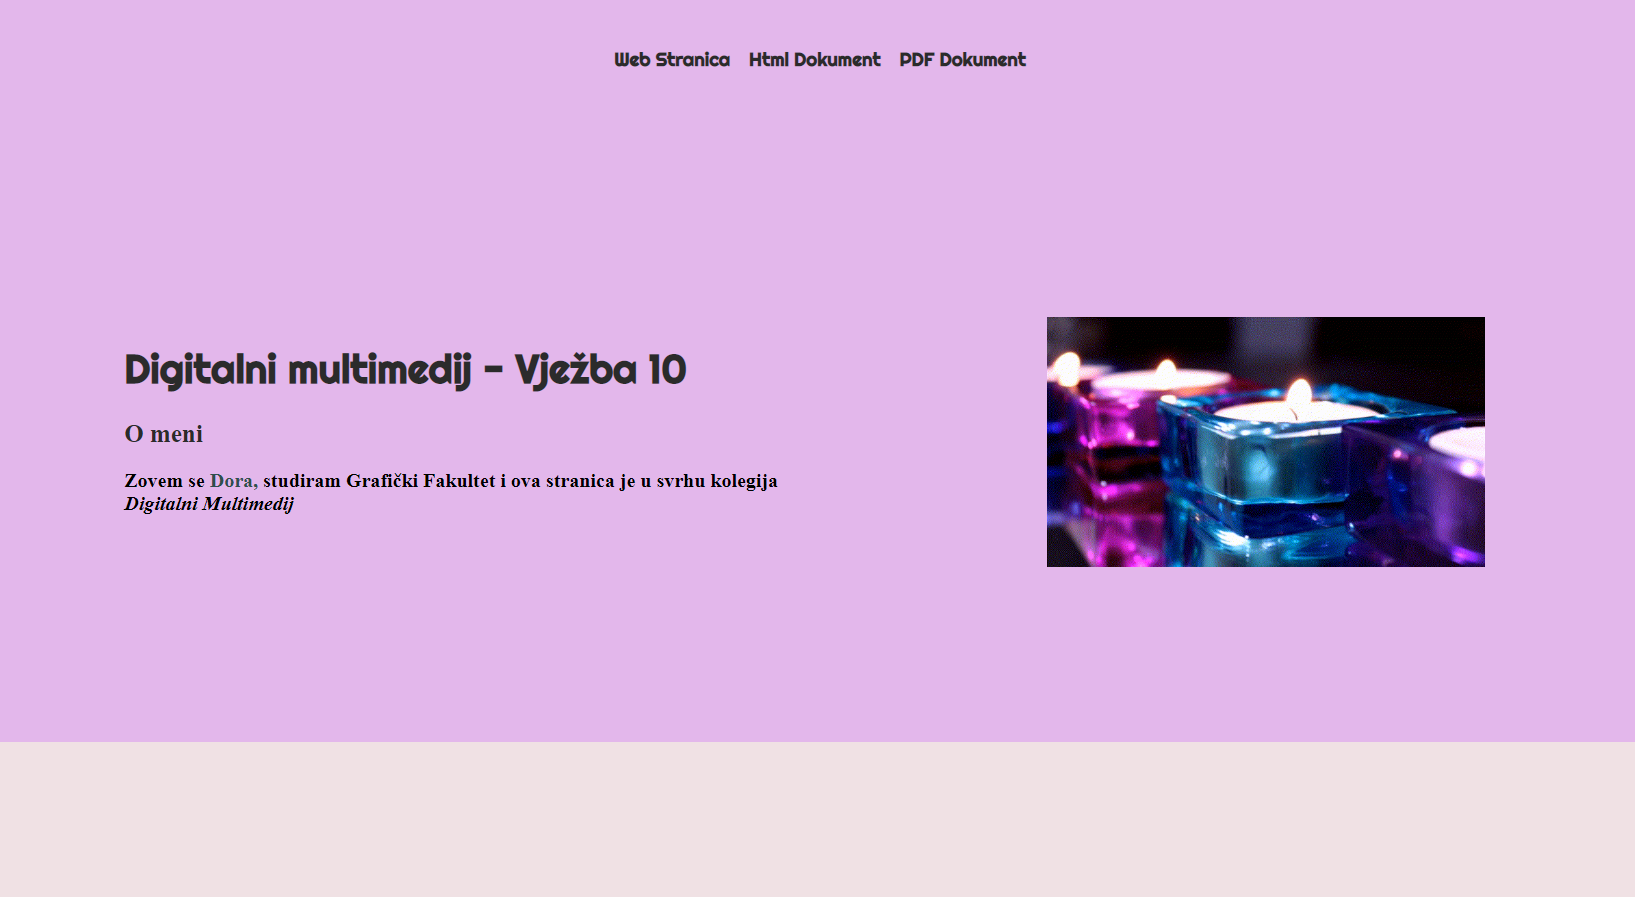 Web Stranica Html Dokument PDF Dokument
Digitalni multimedij - Vježba 10
O meni
Zovem se Dora, studiram Grafički Fakultet i ova stranica je u svrhu kolegija
Digitalni Multimedij